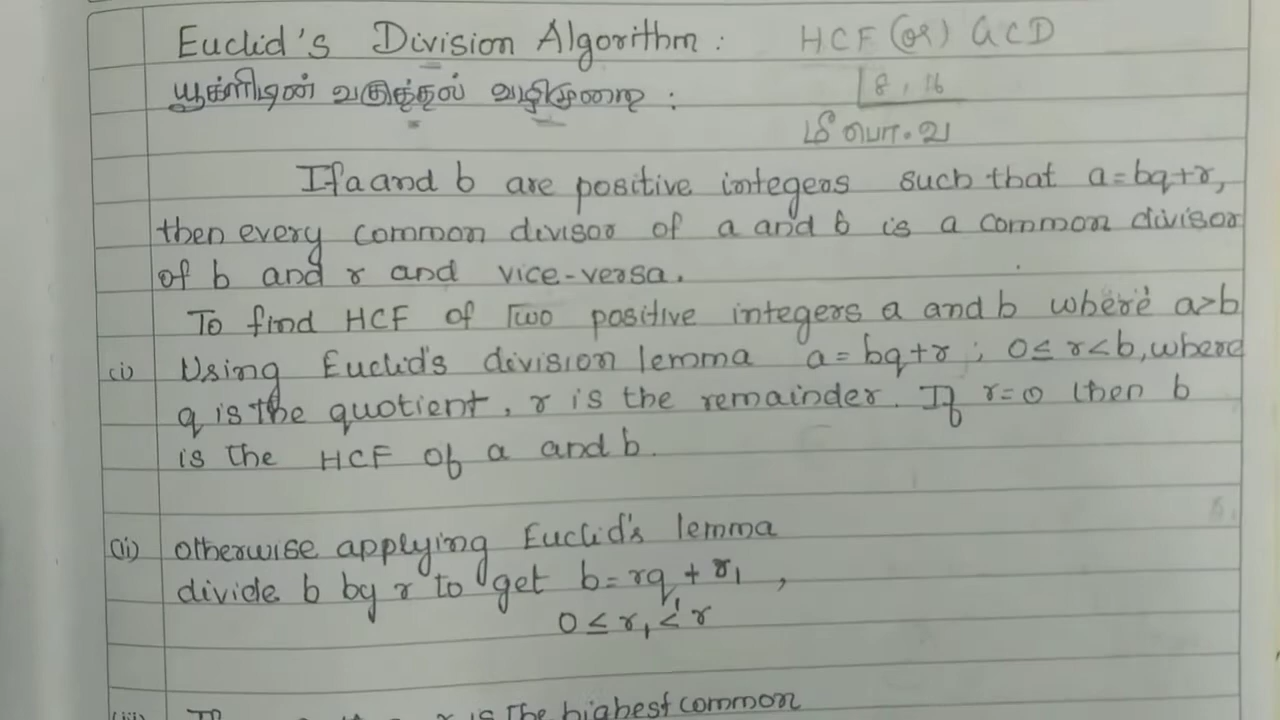 Euclid's Division Algorithm : HCF (or) GCD
யூக்ளிடின் வகுத்தல் வழிமுறை : 8, 16
மீ பொ. வ
If a and b are positive integers such that a=bq+r,
then every common divisor of a and b is a common divisor
of b and r and vice-versa.
To find HCF of Two positive integers a and b where a>b
(i) Using Euclid's division lemma a = bq+r ; 0≤ r<b, where
q is the quotient, r is the remainder. If r=0 then b
is the HCF of a and b.
(ii) otherwise applying Euclid's lemma
divide b by r to get b=rq₁ + r₁ ,
0 ≤ r₁ < r
(iii) is the highest common